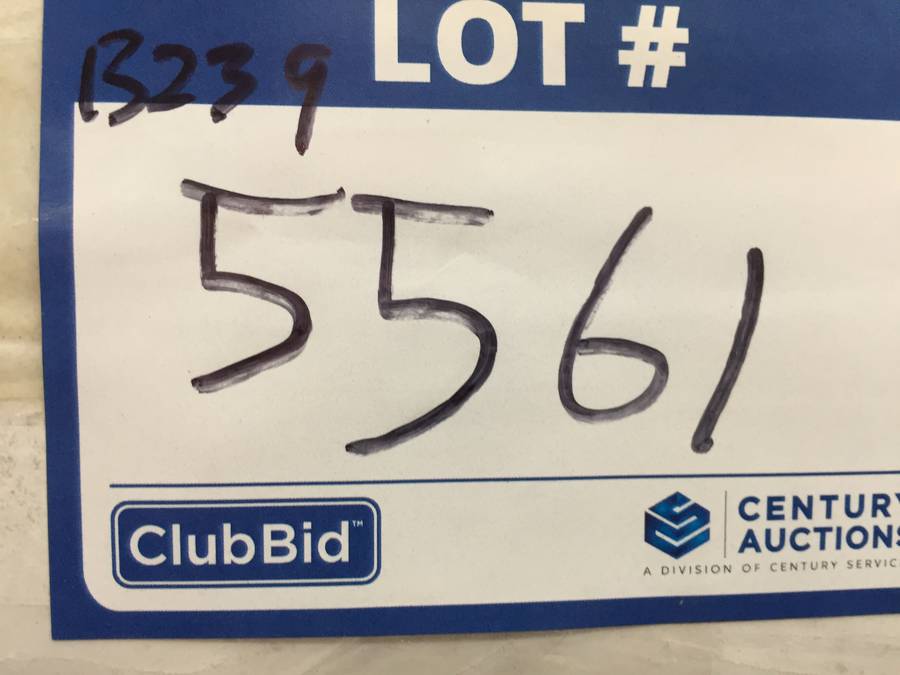 LOT #
B239
5561
ClubBid™
CENTURY
AUCTIONS
A DIVISION OF CENTURY SERVIC